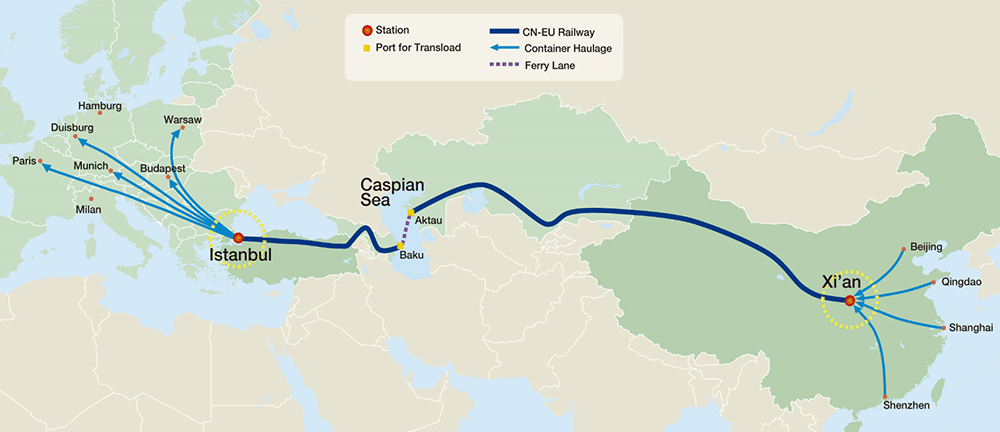 Station
Port for Transload
CN-EU Railway
Container Haulage
Ferry Lane
Hamburg
Duisburg
Warsaw
Paris
Munich
Budapest
Milan
Istanbul
Caspian
Sea
Aktau
Baku
Xi'an
Beijing
Qingdao
Shanghai
Shenzhen